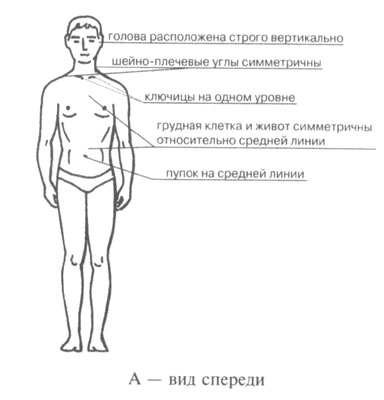 голова расположена строго вертикально
шейно-плечевые углы симметричны
ключицы на одном уровне
грудная клетка и живот симметричны
относительно средней линии
пупок на средней линии
А — вид спереди